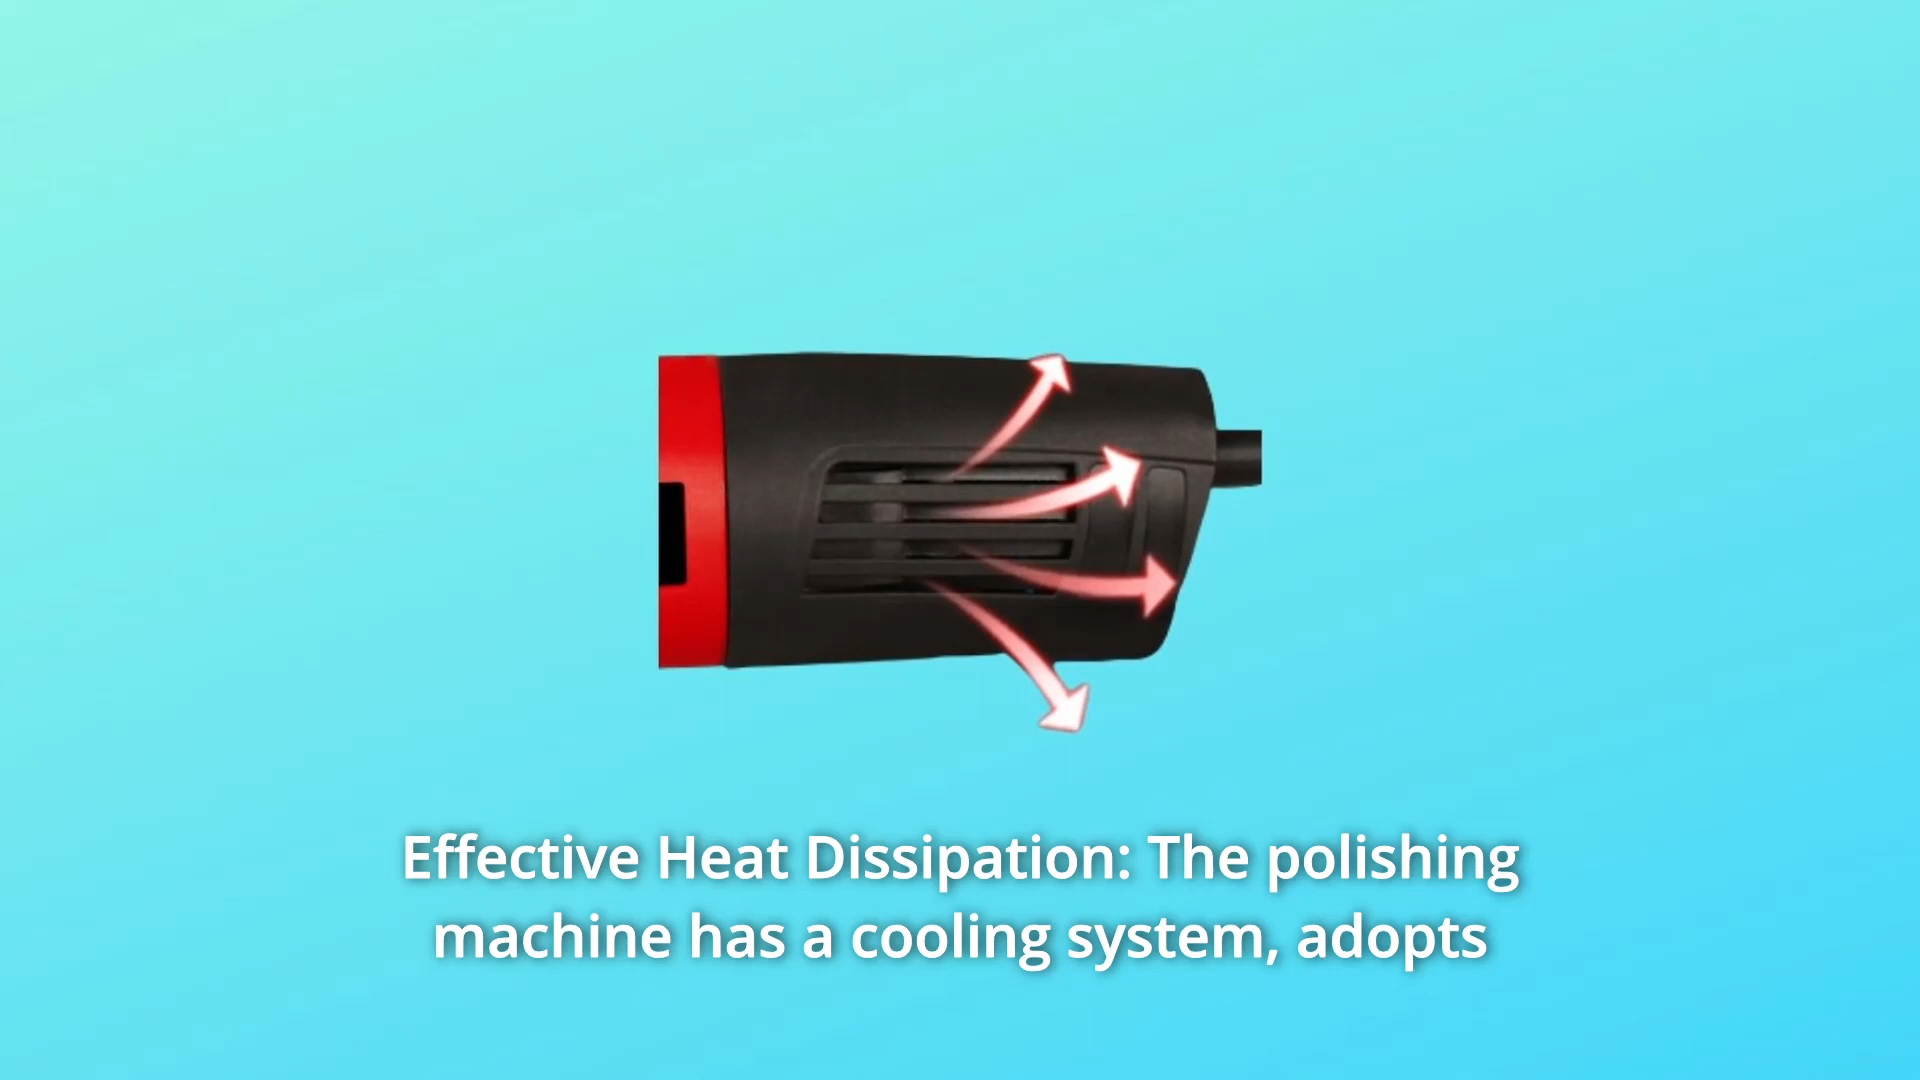 Effective Heat Dissipation: The polishing
machine has a cooling system, adopts